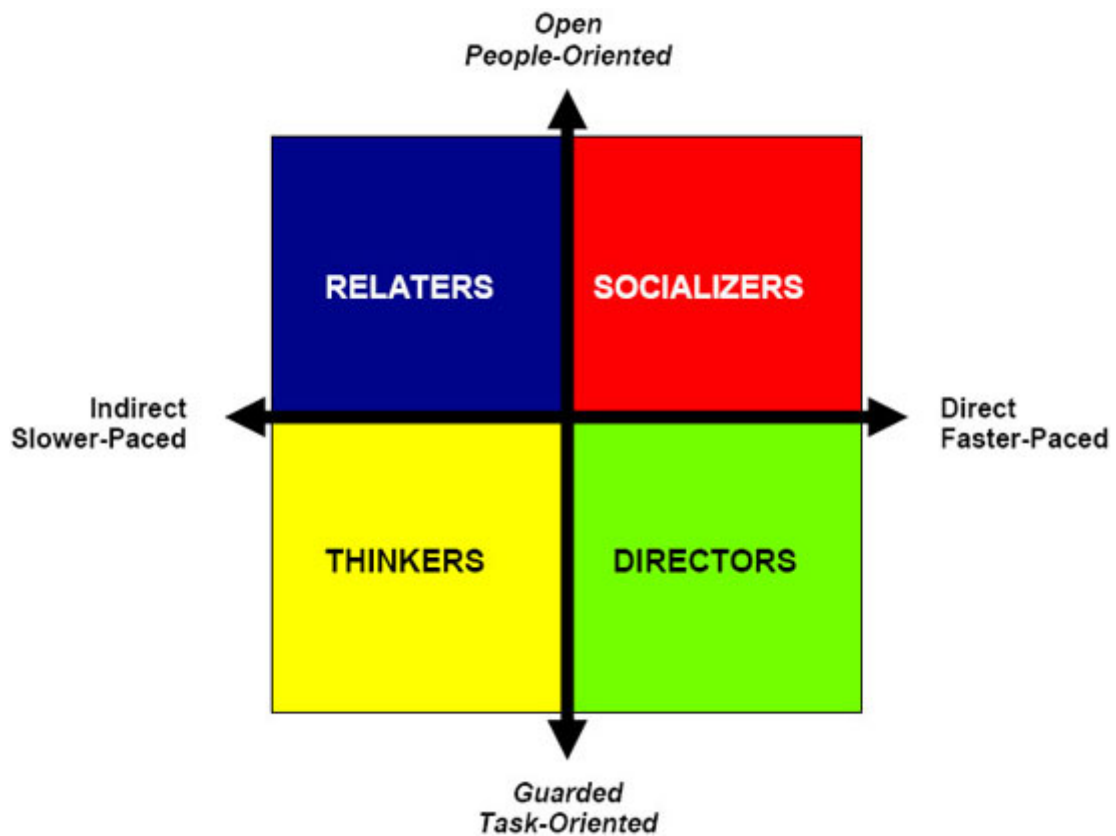 Open
People-Oriented
RELATERS
SOCIALIZERS
Indirect
Slower-Paced
Direct
Faster-Paced
THINKERS
DIRECTORS
Guarded
Task-Oriented